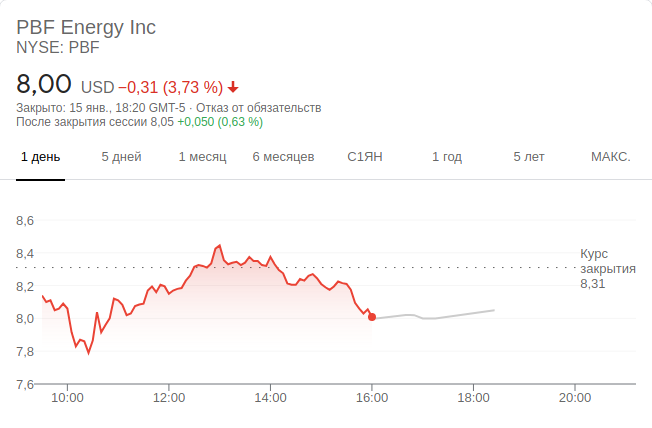 PBF Energy Inc
NYSE: PBF
8,00 USD −0,31 (3,73 %)
Закрыто: 15 янв., 18:20 GMT-5 · Отказ от обязательств
После закрытия сессии 8,05 +0,050 (0,63 %)
1 день 5 дней 1 месяц 6 месяцев С1ЯН 1 год 5 лет МАКС.
8,6
8,4
8,2
8,0
7,8
7,6
Курс
закрытия
8,31
10:00 12:00 14:00 16:00 18:00 20:00